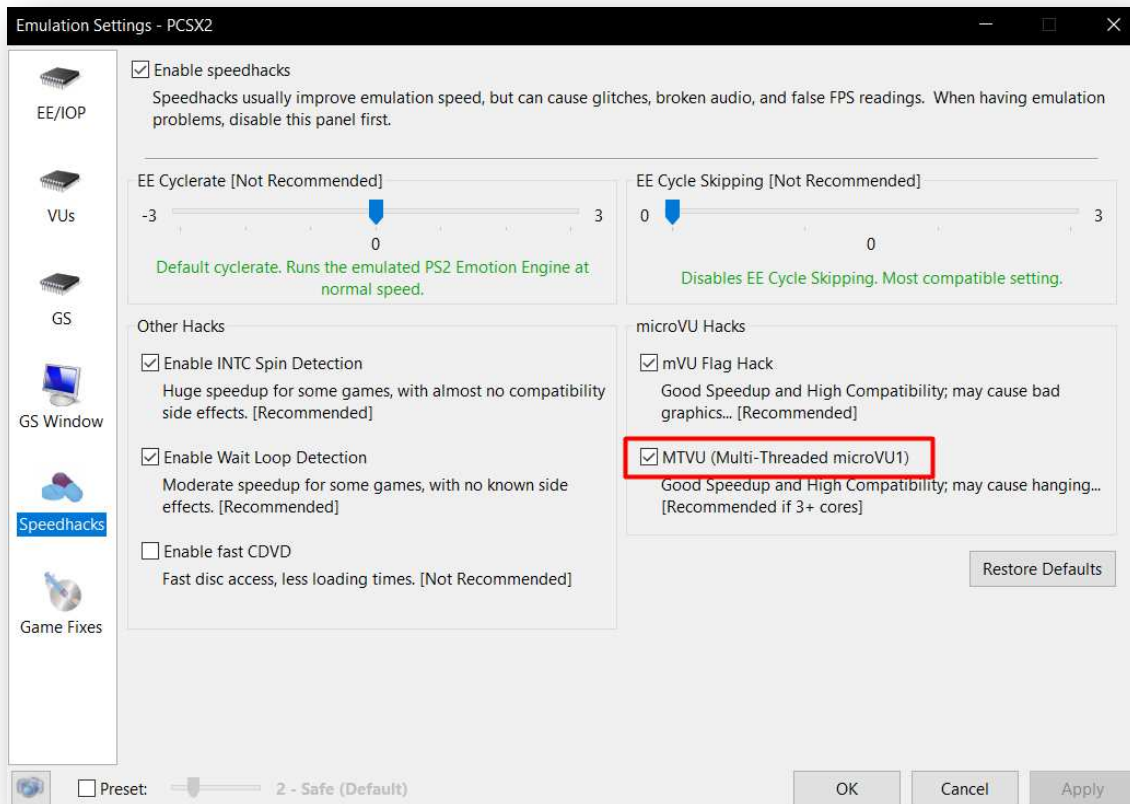 Emulation Settings - PCSX2
EE/IOP
VUs
GS
GS Window
Speedhacks
Game Fixes
Enable speedhacks
Speedhacks usually improve emulation speed, but can cause glitches, broken audio, and false FPS readings.  When having emulation
problems, disable this panel first.
EE Cyclerate [Not Recommended]
-3
3
0
Default cyclerate. Runs the emulated PS2 Emotion Engine at
normal speed.
EE Cycle Skipping [Not Recommended]
0
3
0
Disables EE Cycle Skipping. Most compatible setting.
Other Hacks
Enable INTC Spin Detection
Huge speedup for some games, with almost no compatibility
side effects. [Recommended]
Enable Wait Loop Detection
Moderate speedup for some games, with no known side
effects. [Recommended]
Enable fast CDVD
Fast disc access, less loading times. [Not Recommended]
microVU Hacks
mVU Flag Hack
Good Speedup and High Compatibility; may cause bad
graphics... [Recommended]
MTVU (Multi-Threaded microVU1)
Good Speedup and High Compatibility; may cause hanging...
[Recommended if 3+ cores]
Restore Defaults
Preset:
2 - Safe (Default)
OK
Cancel
Apply